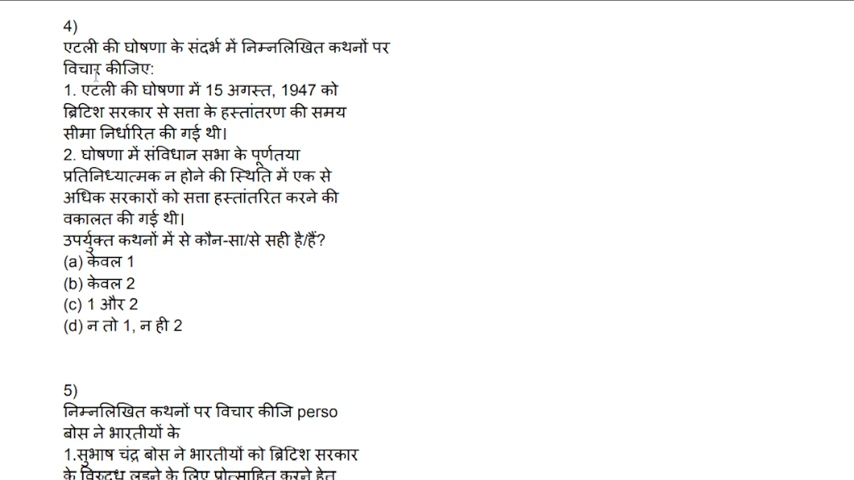 4)
एटली की घोषणा के संदर्भ में निम्नलिखित कथनों पर
विचार कीजिए:
1. एटली की घोषणा में 15 अगस्त, 1947 को
ब्रिटिश सरकार से सत्ता के हस्तांतरण की समय
सीमा निर्धारित की गई थी।
2. घोषणा में संविधान सभा के पूर्णतया
प्रतिनिध्यात्मक न होने की स्थिति में एक से
अधिक सरकारों को सत्ता हस्तांतरित करने की
वकालत की गई थी।
उपर्युक्त कथनों में से कौन-सा/से सही है/हैं?
(a) केवल 1
(b) केवल 2
(c) 1 और 2
(d) न तो 1, न ही 2
5)
निम्नलिखित कथनों पर विचार कीजि perso
बोस ने भारतीयों के
1.सुभाष चंद्र बोस ने भारतीयों को ब्रिटिश सरकार
के विरुद्ध लड़ने के लिए प्रोत्साहित करने हेतु